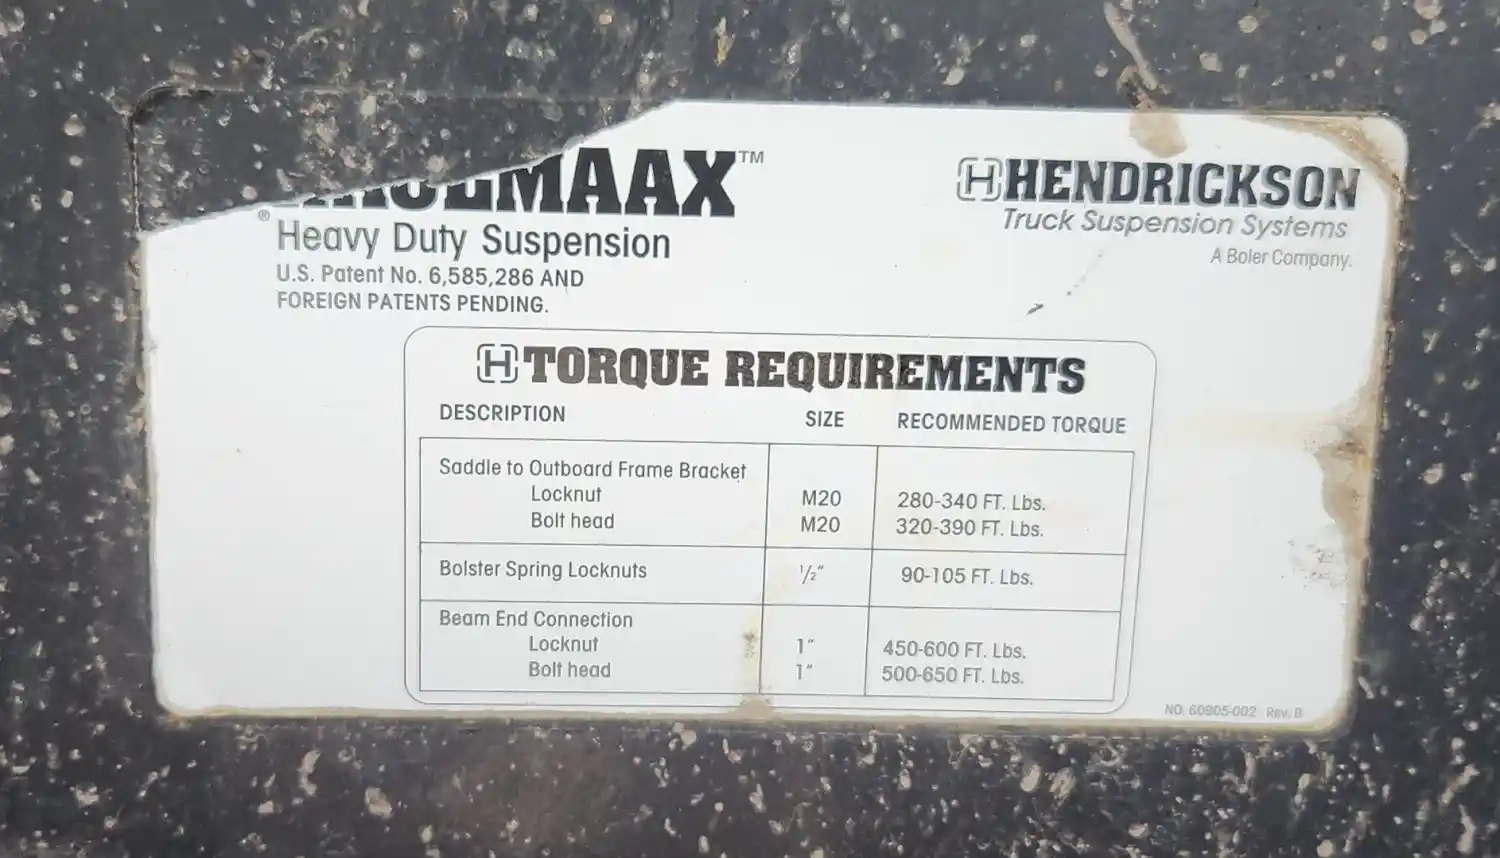 HAULMAAX™
HENDRICKSON
Truck Suspension Systems
A Boler Company.
®
Heavy Duty Suspension
U.S. Patent No. 6,585,286 AND
FOREIGN PATENTS PENDING.
H TORQUE REQUIREMENTS
DESCRIPTION SIZE RECOMMENDED TORQUE
Saddle to Outboard Frame Bracket
Locknut M20 280-340 FT. Lbs.
Bolt head M20 320-390 FT. Lbs.
Bolster Spring Locknuts ½" 90-105 FT. Lbs.
Beam End Connection
Locknut 1" 450-600 FT. Lbs.
Bolt head 1" 500-650 FT. Lbs.
NO. 60905-002 Rev. B